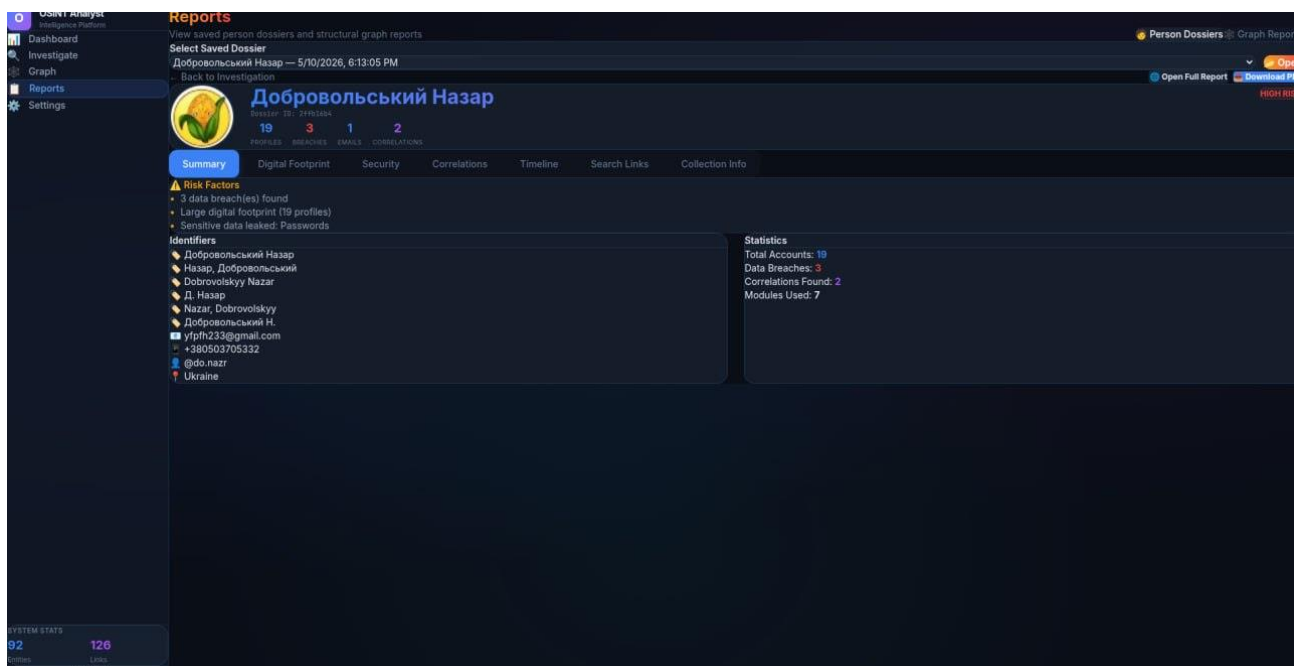 O
OSINT Analyst
Intelligence Platform
Dashboard
Investigate
Graph
Reports
Settings
Reports
View saved person dossiers and structural graph reports
Person Dossiers
Graph Repor
Select Saved Dossier
Добровольський Назар — 5/10/2026, 6:13:05 PM
Ope
← Back to Investigation
Open Full Report
Download P
Добровольський Назар
HIGH RI
19 3 1 2
PROFILES BREACHES EMAILS CORRELATIONS
Summary Digital Footprint Security Correlations Timeline Search Links Collection Info
Risk Factors
• 3 data breach(es) found
• Large digital footprint (19 profiles)
• Sensitive data leaked: Passwords
Identifiers
Добровольський Назар
Назар, Добровольський
Dobrovolskyy Nazar
Д. Назар
Nazar, Dobrovolskyy
Добровольський Н.
yfpfh233@gmail.com
+380503705332
@do.nazr
Ukraine
Statistics
Total Accounts: 19
Data Breaches: 3
Correlations Found: 2
Modules Used: 7
SYSTEM STATS
92 126
Entities Links